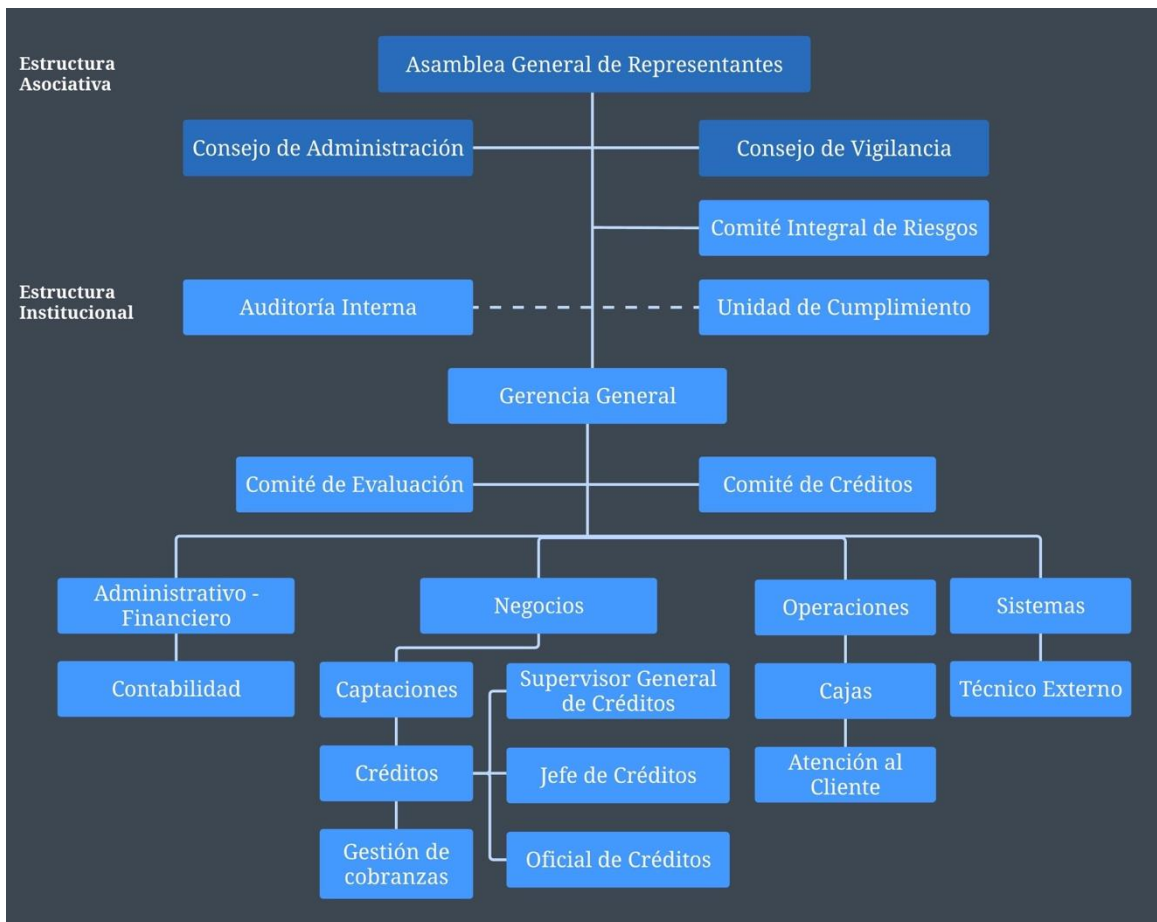 Estructura
Asociativa
Asamblea General de Representantes
Consejo de Administración
Consejo de Vigilancia
Comité Integral de Riesgos
Estructura
Institucional
Auditoría Interna
Unidad de Cumplimiento
Gerencia General
Comité de Evaluación
Comité de Créditos
Administrativo -
Financiero
Negocios
Operaciones
Sistemas
Contabilidad
Captaciones
Supervisor General
de Créditos
Cajas
Técnico Externo
Créditos
Jefe de Créditos
Atención al
Cliente
Gestión de
cobranzas
Oficial de Créditos